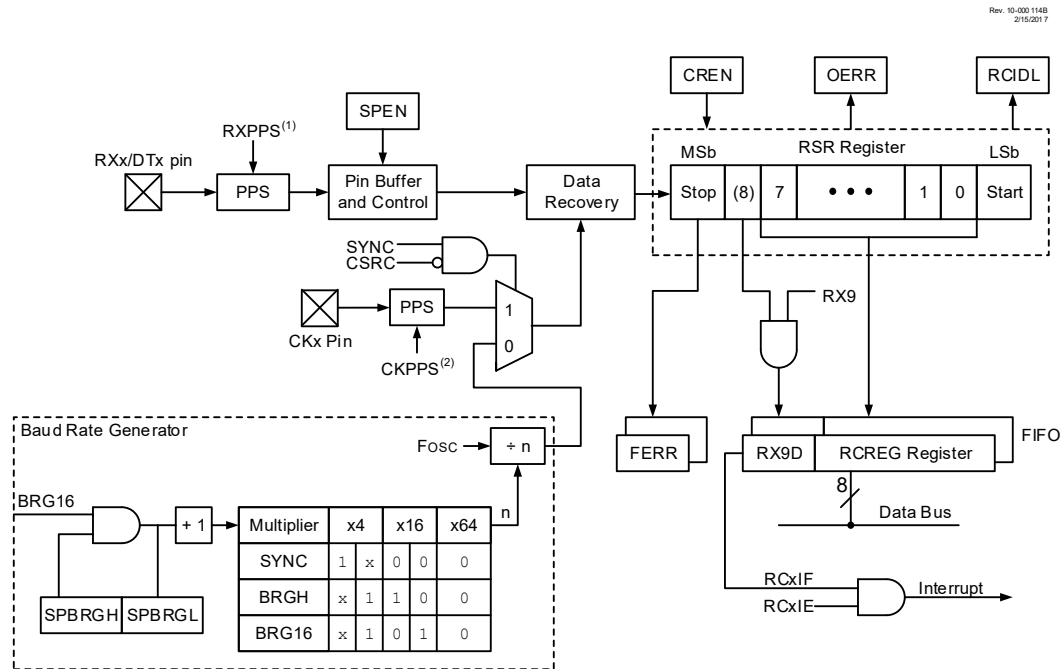 Rev. 10-000 114B
2/15/2017
CREN
OERR
RCIDL
SPEN
RXPPS(1)
RXx/DTx pin
MSb
RSR Register
LSb
PPS
Pin Buffer
and Control
Data
Recovery
Stop
(8)
7
• • •
1
0
Start
SYNC
CSRC
RX9
PPS
1
CKx Pin
0
CKPPS(2)
Baud Rate Generator
FOSC
÷ n
FERR
RX9D
RCREG Register
FIFO
BRG16
n
8
+ 1
Multiplier x4 x16 x64
Data Bus
SYNC 1 x 0 0 0
BRGH x 1 1 0 0
RCxIF
Interrupt
RCxIE
SPBRGH SPBRGL
BRG16 x 1 0 1 0